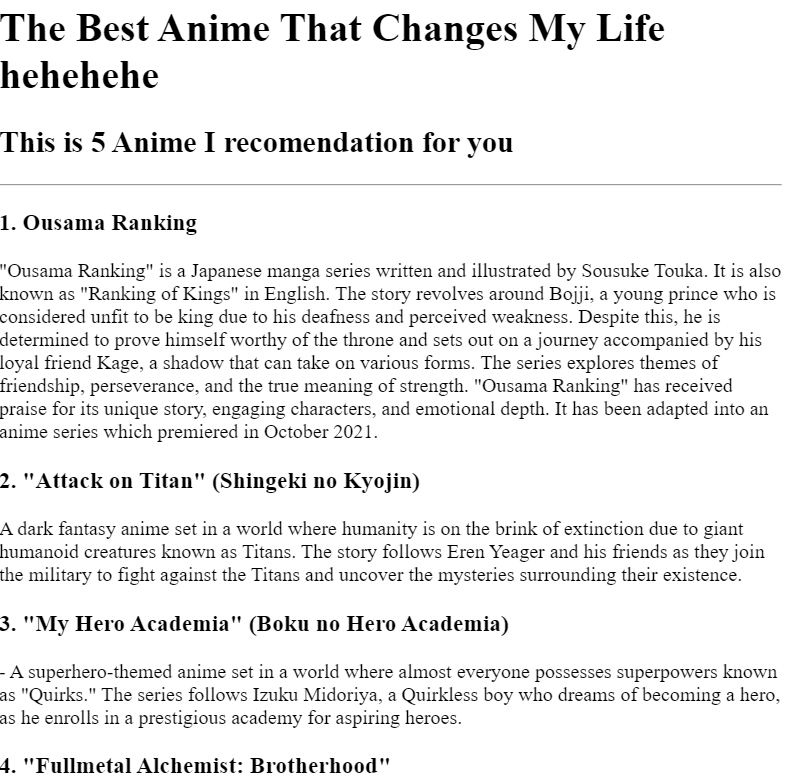 The Best Anime That Changes My Life
hehehehe
This is 5 Anime I recomendation for you
1. Ousama Ranking
"Ousama Ranking" is a Japanese manga series written and illustrated by Sousuke Touka. It is also
known as "Ranking of Kings" in English. The story revolves around Bojji, a young prince who is
considered unfit to be king due to his deafness and perceived weakness. Despite this, he is
determined to prove himself worthy of the throne and sets out on a journey accompanied by his
loyal friend Kage, a shadow that can take on various forms. The series explores themes of
friendship, perseverance, and the true meaning of strength. "Ousama Ranking" has received
praise for its unique story, engaging characters, and emotional depth. It has been adapted into an
anime series which premiered in October 2021.
2. "Attack on Titan" (Shingeki no Kyojin)
A dark fantasy anime set in a world where humanity is on the brink of extinction due to giant
humanoid creatures known as Titans. The story follows Eren Yeager and his friends as they join
the military to fight against the Titans and uncover the mysteries surrounding their existence.
3. "My Hero Academia" (Boku no Hero Academia)
- A superhero-themed anime set in a world where almost everyone possesses superpowers known
as "Quirks." The series follows Izuku Midoriya, a Quirkless boy who dreams of becoming a hero,
as he enrolls in a prestigious academy for aspiring heroes.
4. "Fullmetal Alchemist: Brotherhood"